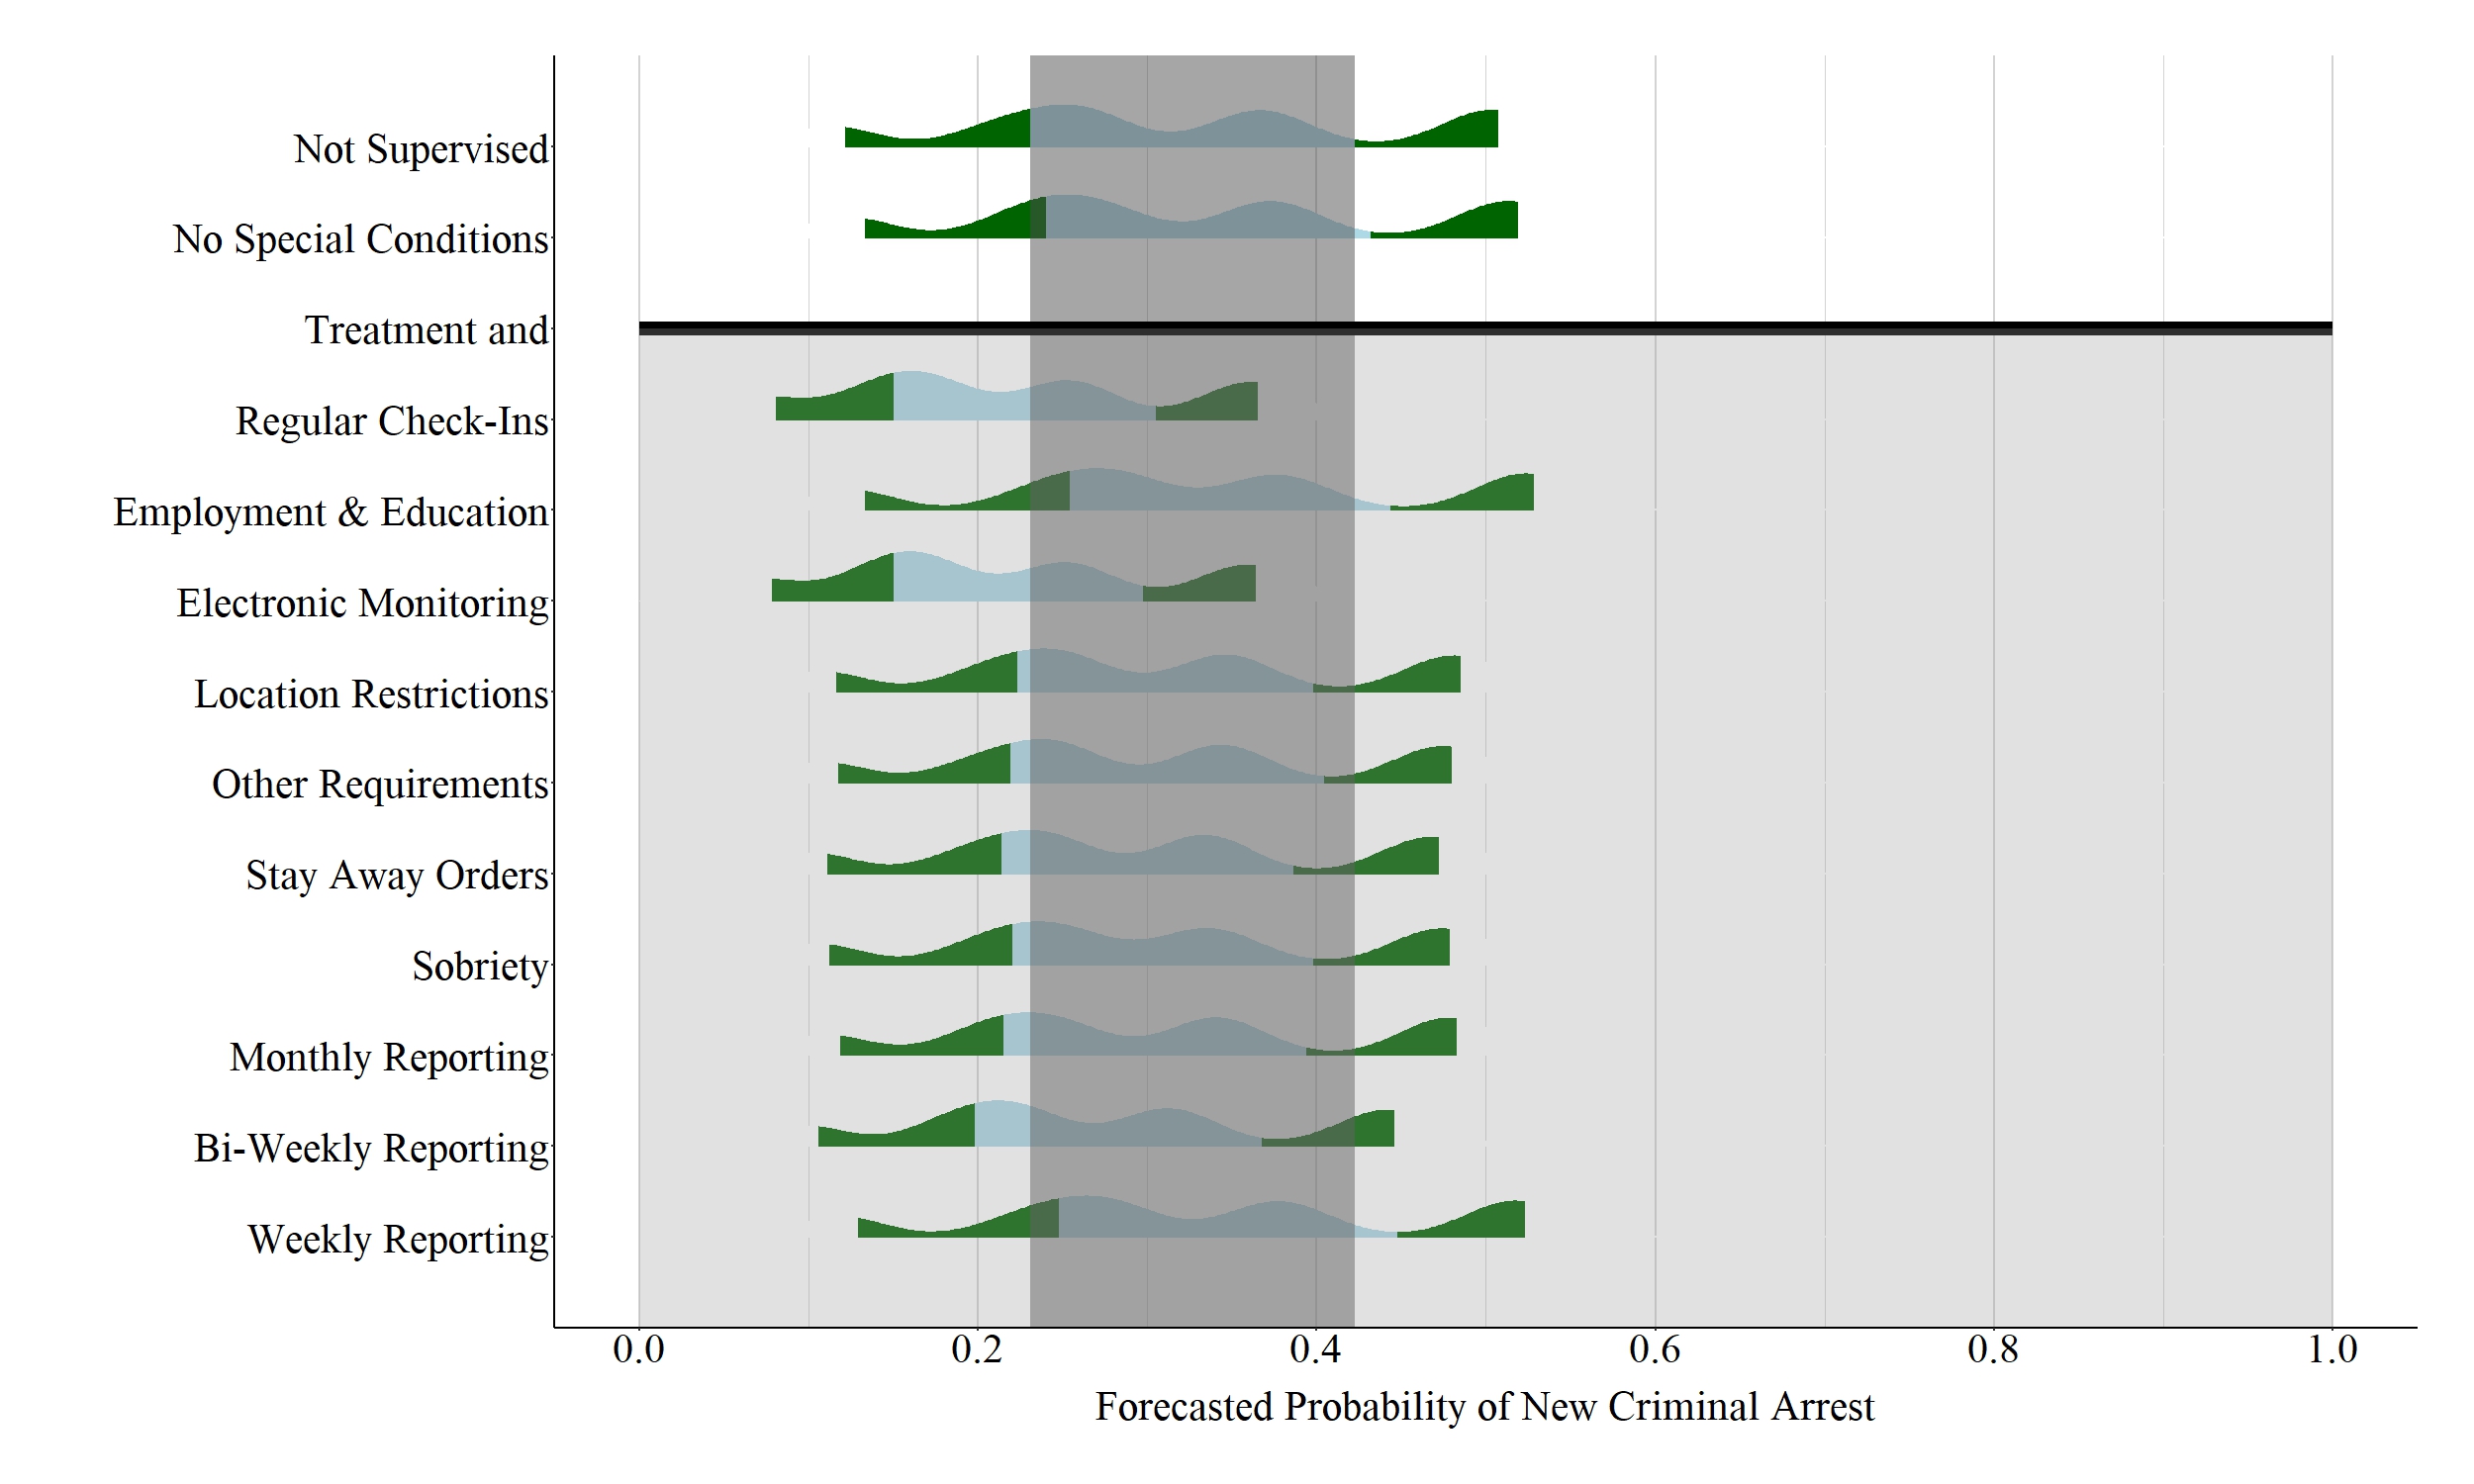 Not Supervised
No Special Conditions
Treatment and
Regular Check-Ins
Employment & Education
Electronic Monitoring
Location Restrictions
Other Requirements
Stay Away Orders
Sobriety
Monthly Reporting
Bi-Weekly Reporting
Weekly Reporting
0.0 0.2 0.4 0.6 0.8 1.0
Forecasted Probability of New Criminal Arrest